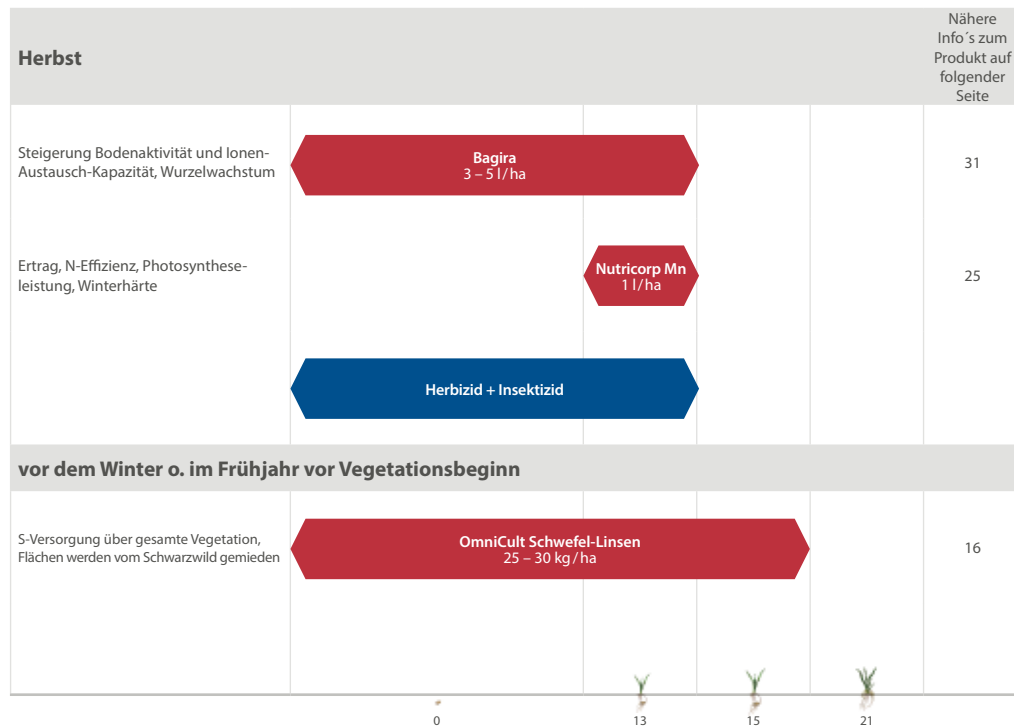 Herbst
Nähere
Info´s zum
Produkt auf
folgender
Seite
Steigerung Bodenaktivität und Ionen-
Austausch-Kapazität, Wurzelwachstum
Bagira
3 – 5 l/ha
31
Ertrag, N-Effizienz, Photosynthese-
leistung, Winterhärte
Nutricorp Mn
1 l/ha
25
Herbizid + Insektizid
vor dem Winter o. im Frühjahr vor Vegetationsbeginn
S-Versorgung über gesamte Vegetation,
Flächen werden vom Schwarzwild gemieden
OmniCult Schwefel-Linsen
25 – 30 kg/ha
16
0 13 15 21